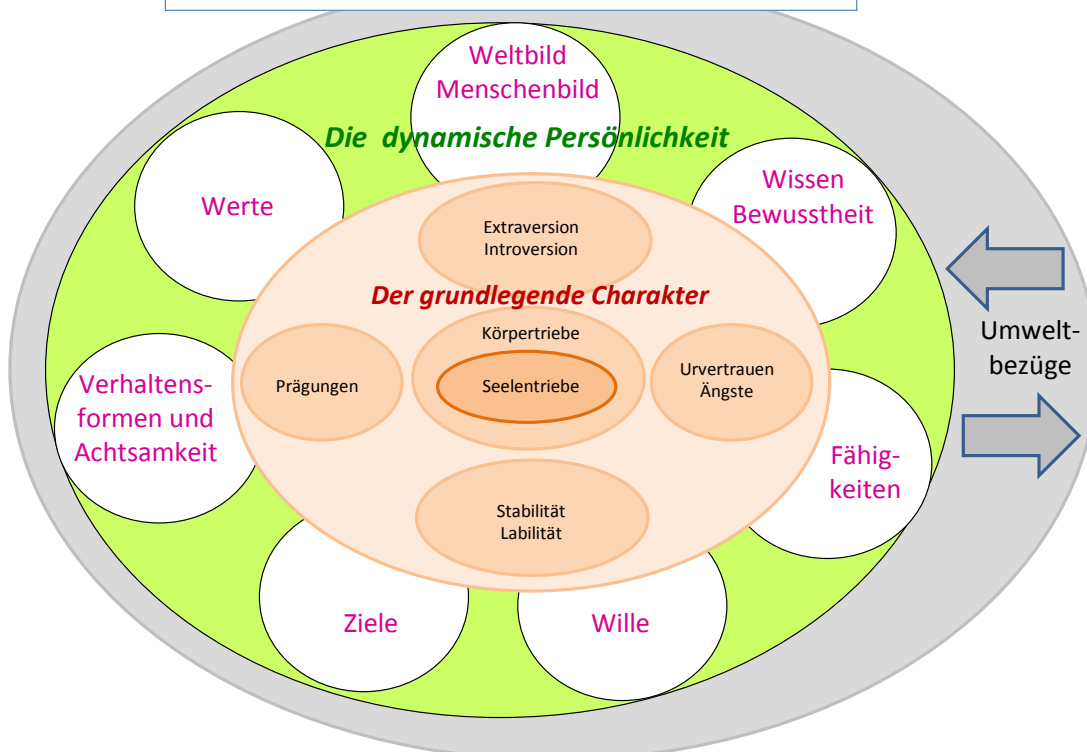 Weltbild
Menschenbild
Die dynamische Persönlichkeit
Werte
Wissen
Bewusstheit
Extraversion
Introversion
Der grundlegende Charakter
Körpertriebe
Seelentriebe
Prägungen
Urvertrauen
Ängste
Umwelt-
bezüge
Verhaltens-
formen und
Achtsamkeit
Fähig-
keiten
Stabilität
Labilität
Ziele
Wille